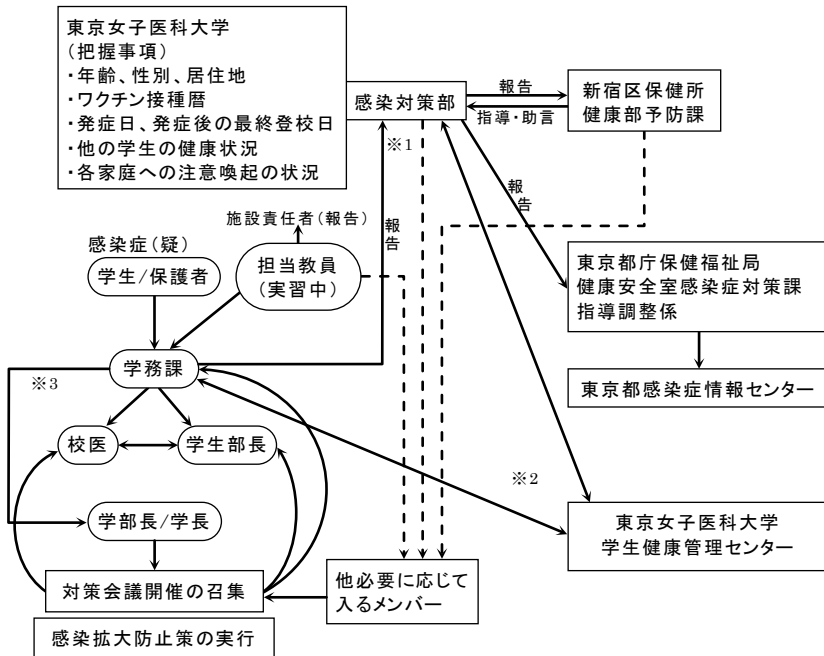 東京女子医科大学
(把握事項)
・年齢、性別、居住地
・ワクチン接種暦
・発症日、発症後の最終登校日
・他の学生の健康状況
・各家庭への注意喚起の状況
感染対策部
報告
指導・助言
新宿区保健所
健康部予防課
※1
報告
報告
施設責任者(報告)
感染症(疑)
学生/保護者
担当教員
(実習中)
東京都庁保健福祉局
健康安全室感染症対策課
指導調整係
学務課
※3
東京都感染症情報センター
校医
学生部長
※2
学部長/学長
東京女子医科大学
学生健康管理センター
対策会議開催の召集
他必要に応じて
入るメンバー
感染拡大防止策の実行